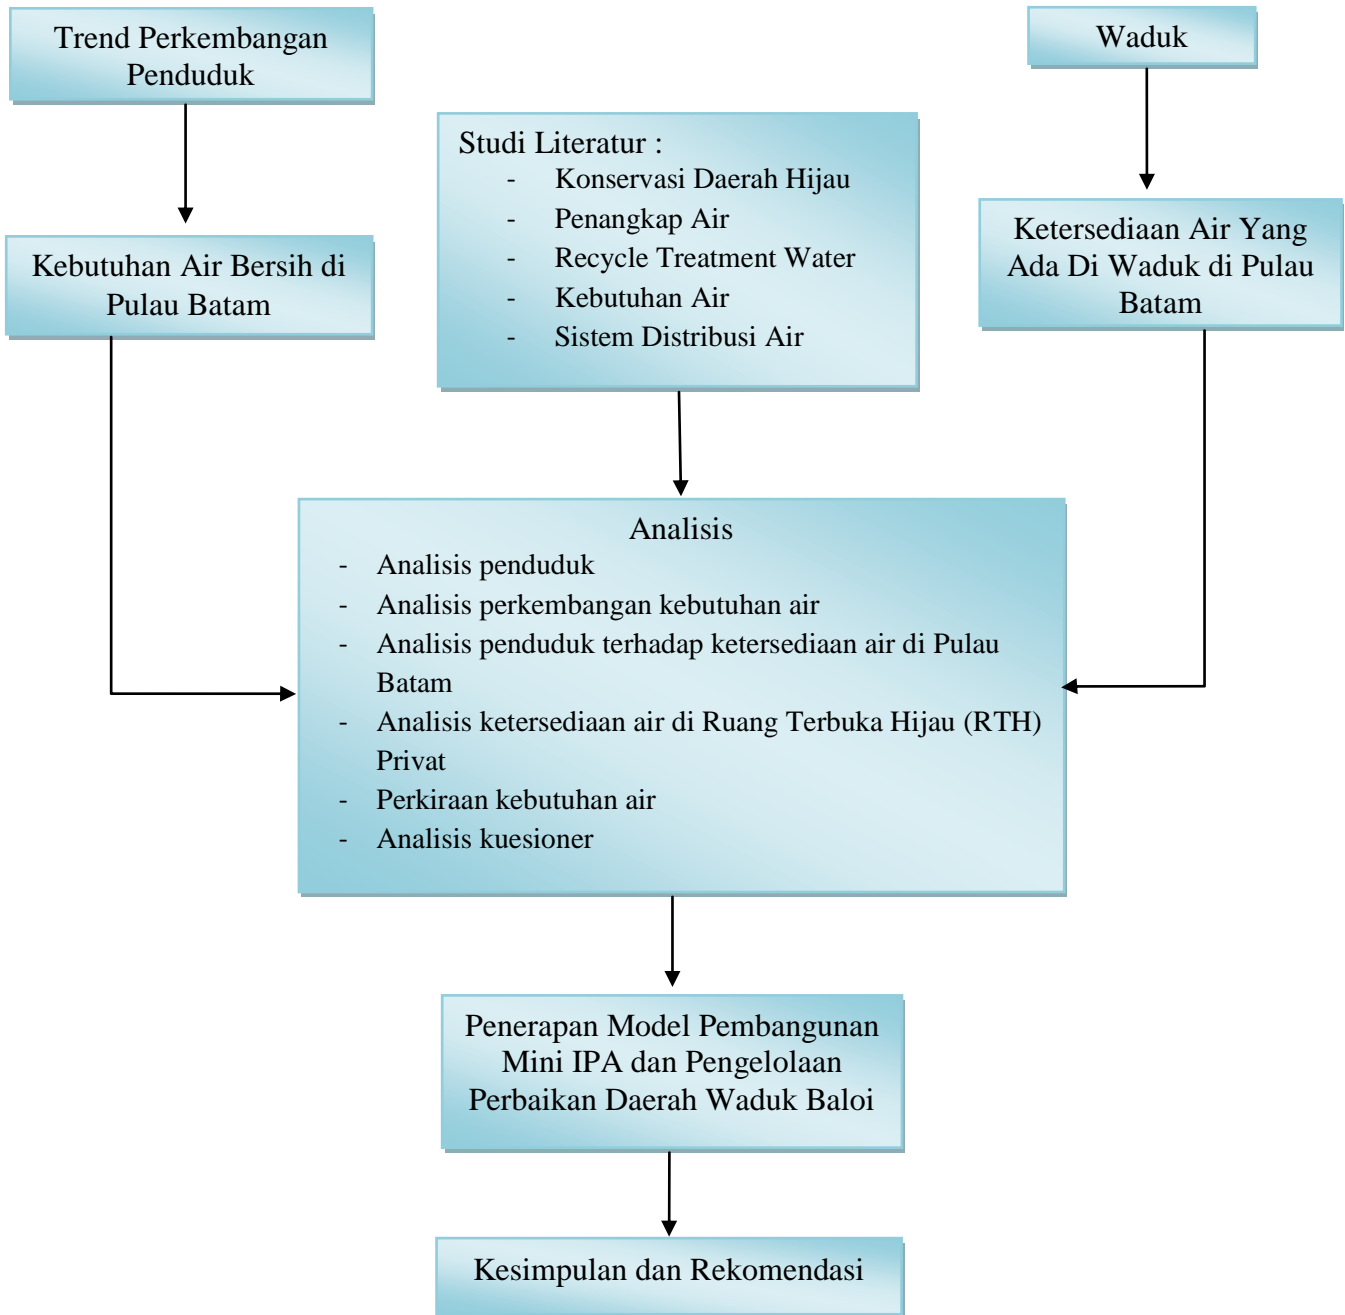 Trend Perkembangan
Penduduk
Waduk
Studi Literatur :
- Konservasi Daerah Hijau
- Penangkap Air
- Recycle Treatment Water
- Kebutuhan Air
- Sistem Distribusi Air
Kebutuhan Air Bersih di
Pulau Batam
Ketersediaan Air Yang
Ada Di Waduk di Pulau
Batam
Analisis
- Analisis penduduk
- Analisis perkembangan kebutuhan air
- Analisis penduduk terhadap ketersediaan air di Pulau
Batam
- Analisis ketersediaan air di Ruang Terbuka Hijau (RTH)
Privat
- Perkiraan kebutuhan air
- Analisis kuesioner
Penerapan Model Pembangunan
Mini IPA dan Pengelolaan
Perbaikan Daerah Waduk Baloi
Kesimpulan dan Rekomendasi